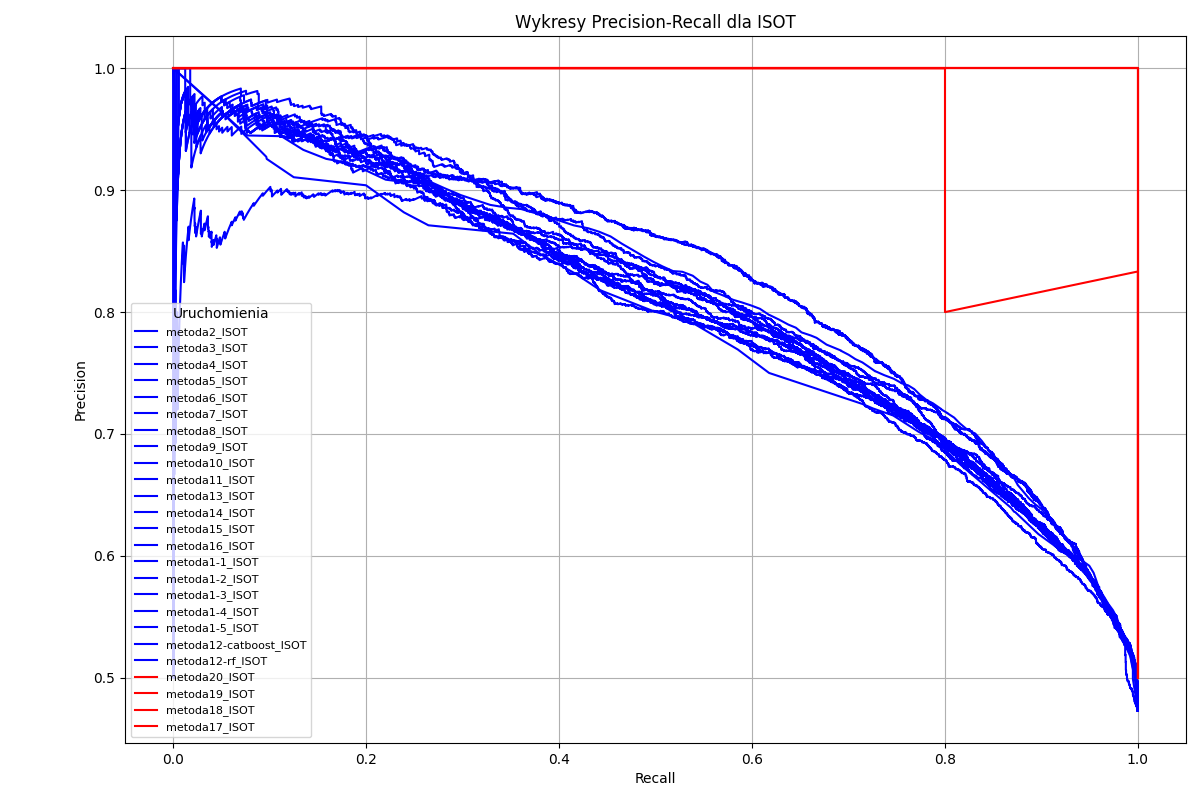 Wykresy Precision-Recall dla ISOT
1.0
0.9
0.8
0.7
0.6
0.5
Precision
Uruchomienia
metoda2_ISOT
metoda3_ISOT
metoda4_ISOT
metoda5_ISOT
metoda6_ISOT
metoda7_ISOT
metoda8_ISOT
metoda9_ISOT
metoda10_ISOT
metoda11_ISOT
metoda13_ISOT
metoda14_ISOT
metoda15_ISOT
metoda16_ISOT
metoda1-1_ISOT
metoda1-2_ISOT
metoda1-3_ISOT
metoda1-4_ISOT
metoda1-5_ISOT
metoda12-catboost_ISOT
metoda12-rf_ISOT
metoda20_ISOT
metoda19_ISOT
metoda18_ISOT
metoda17_ISOT
0.0 0.2 0.4 0.6 0.8 1.0
Recall